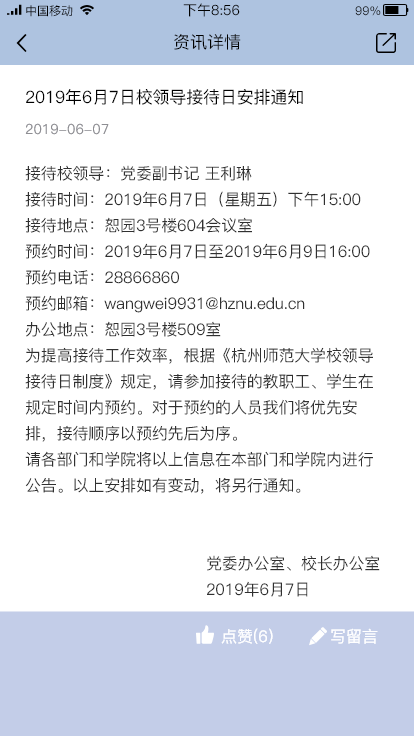 中国移动 下午8:56 99%
资讯详情
2019年6月7日校领导接待日安排通知
2019-06-07
接待校领导：党委副书记 王利琳
接待时间：2019年6月7日（星期五）下午15:00
接待地点：恕园3号楼604会议室
预约时间：2019年6月7日至2019年6月9日16:00
预约电话：28866860
预约邮箱：wangwei9931@hznu.edu.cn
办公地点：恕园3号楼509室
为提高接待工作效率，根据《杭州师范大学校领导
接待日制度》规定，请参加接待的教职工、学生在
规定时间内预约。对于预约的人员我们将优先安
排，接待顺序以预约先后为序。
请各部门和学院将以上信息在本部门和学院内进行
公告。以上安排如有变动，将另行通知。
党委办公室、校长办公室
2019年6月7日
点赞(6) 写留言